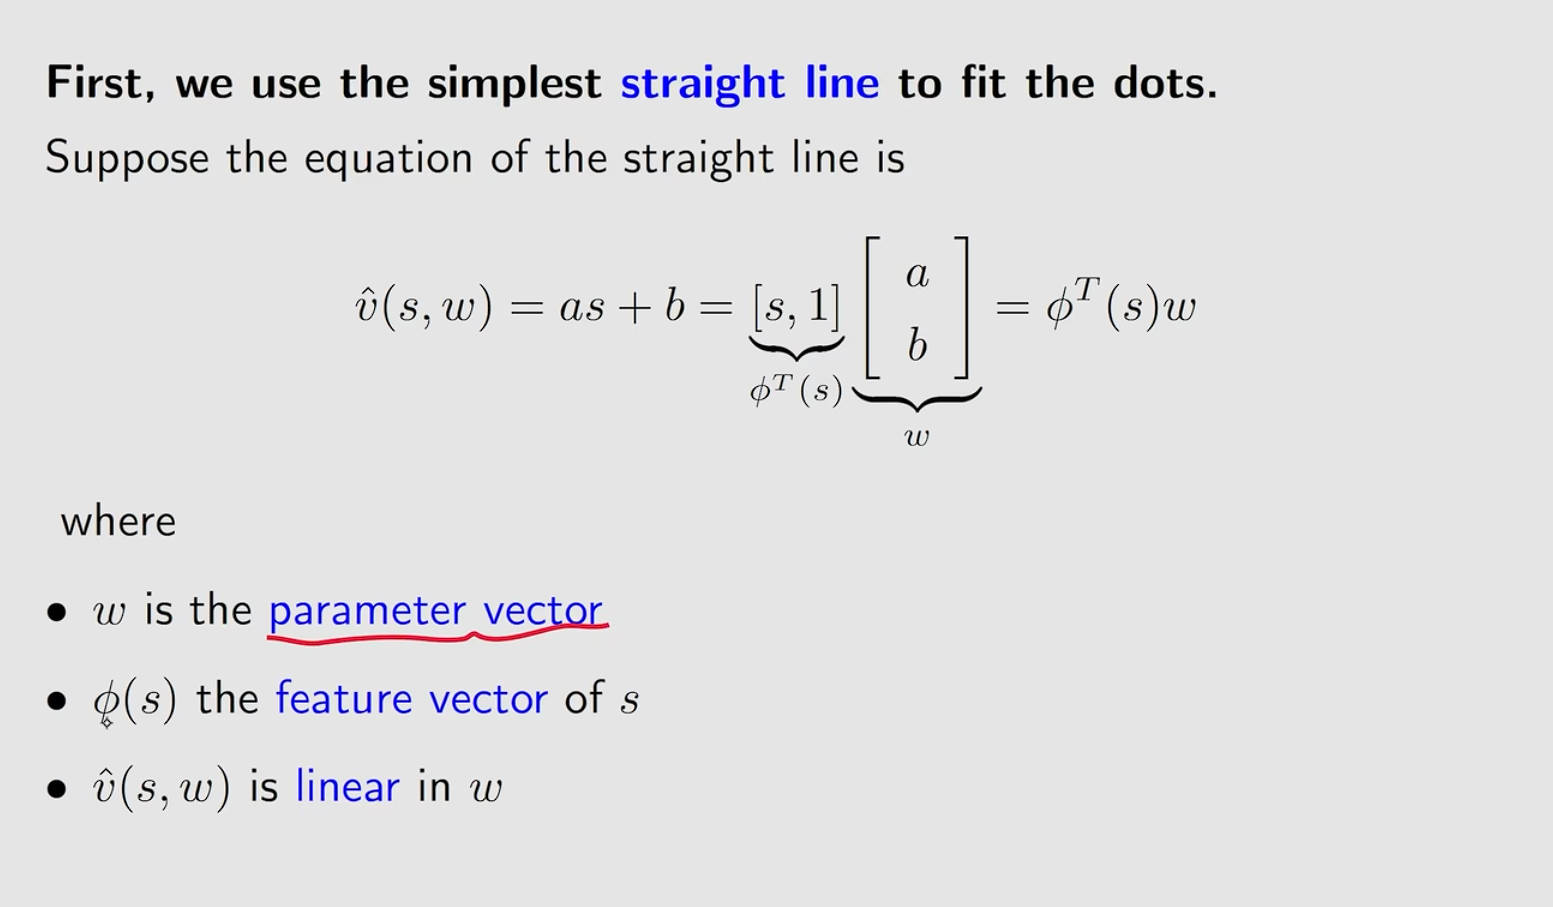 First, we use the simplest straight line to fit the dots.
Suppose the equation of the straight line is
$\hat{v}(s, w) = as + b = \underbrace{[s, 1]}_{\phi^T(s)} \underbrace{\begin{bmatrix} a \\ b \end{bmatrix}}_{w} = \phi^T(s)w$
where
• $w$ is the parameter vector
• $\phi(s)$ the feature vector of $s$
• $\hat{v}(s, w)$ is linear in $w$